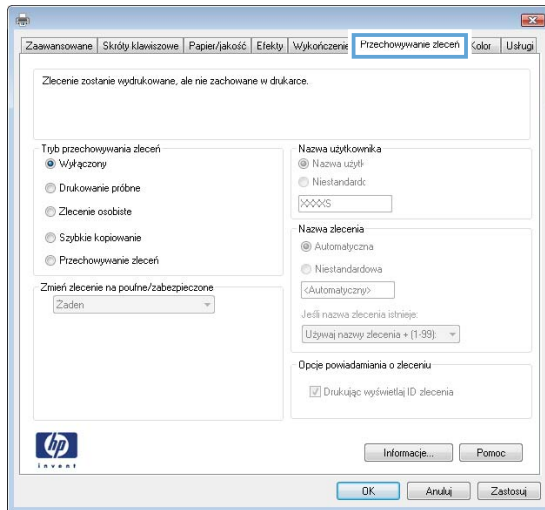 Zaawansowane Skróty klawiszowe Papier/jakość Efekty Wykończenie Przechowywanie zleceń Kolor Usługi
Zlecenie zostanie wydrukowane, ale nie zachowane w drukarce.
Tryb przechowywania zleceń
Wyłączony
Drukowanie próbne
Zlecenie osobiste
Szybkie kopiowanie
Przechowywanie zleceń
Zmień zlecenie na poufne/zabezpieczone
Żaden
Nazwa użytkownika
Nazwa użytk
Niestandardc
XXXXS
Nazwa zlecenia
Automatyczna
Niestandardowa
<Automatyczny>
Jeśli nazwa zlecenia istnieje:
Używaj nazwy zlecenia + (1-99):
Opcje powiadamiania o zleceniu
Drukując wyświetlaj ID zlecenia
hp
invent
Informacje... Pomoc
OK Anuluj Zastosuj